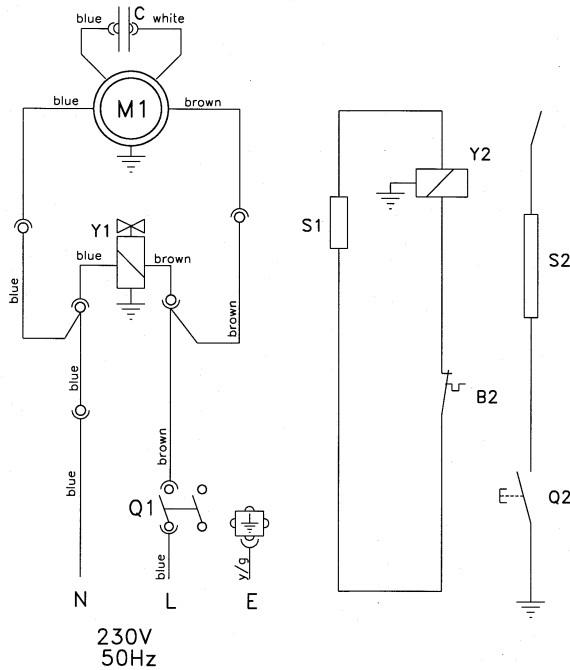 blue C white
blue M1 brown
Y2
S1
Y1
blue brown
S2
blue
brown
blue
B2
brown
blue
Q1
Q2
blue
y/g
N L E
230V
50Hz